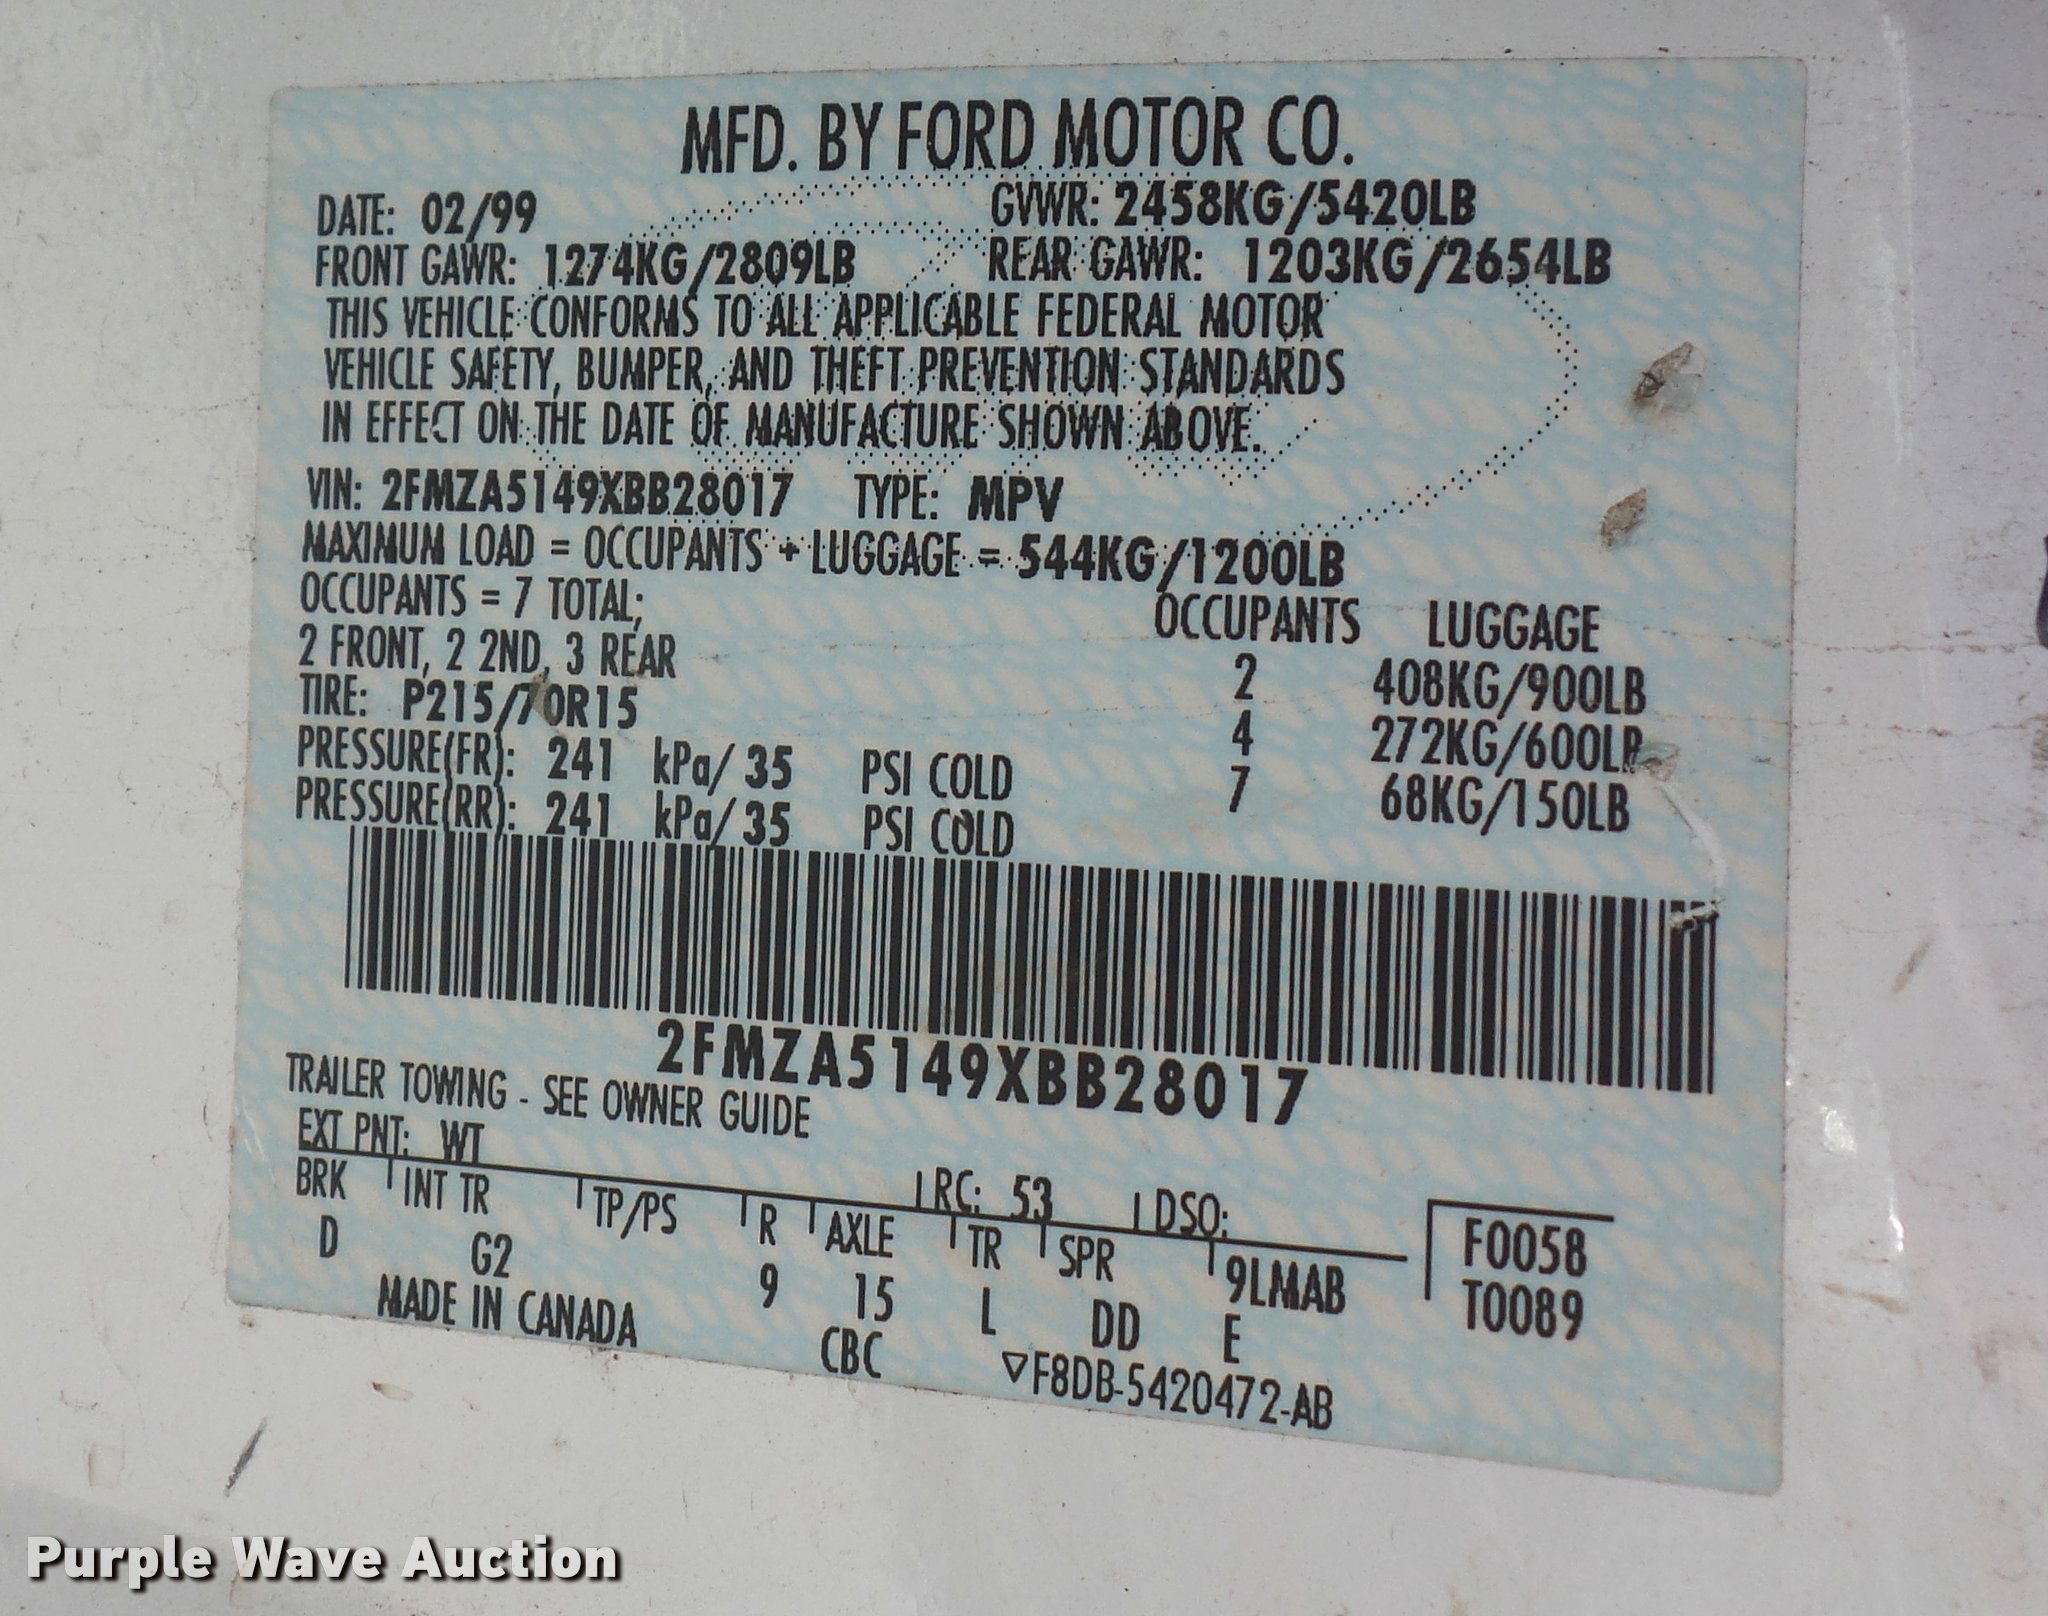 MFD. BY FORD MOTOR CO.
DATE: 02/99 GVWR: 2458KG/5420LB
FRONT GAWR: 1274KG/2809LB REAR GAWR: 1203KG/2654LB
THIS VEHICLE CONFORMS TO ALL APPLICABLE FEDERAL MOTOR
VEHICLE SAFETY, BUMPER, AND THEFT PREVENTION STANDARDS
IN EFFECT ON THE DATE OF MANUFACTURE SHOWN ABOVE.
VIN: 2FMZA5149XBB28017 TYPE: MPV
MAXIMUM LOAD = OCCUPANTS + LUGGAGE = 544KG/1200LB
OCCUPANTS = 7 TOTAL; OCCUPANTS LUGGAGE
2 FRONT, 2 2ND, 3 REAR 2 408KG/900LB
TIRE: P215/70R15 4 272KG/600LB
PRESSURE(FR): 241 kPa/ 35 PSI COLD 7 68KG/150LB
PRESSURE(RR): 241 kPa/ 35 PSI COLD
2FMZA5149XBB28017
TRAILER TOWING - SEE OWNER GUIDE
EXT PNT: WT RC: 53 DSO: F0058
BRK INT TR TP/PS R AXLE TR SPR 9LMAB T0089
D G2 9 15 L DD E
MADE IN CANADA CBC ▽F8DB-5420472-AB
Purple Wave Auction